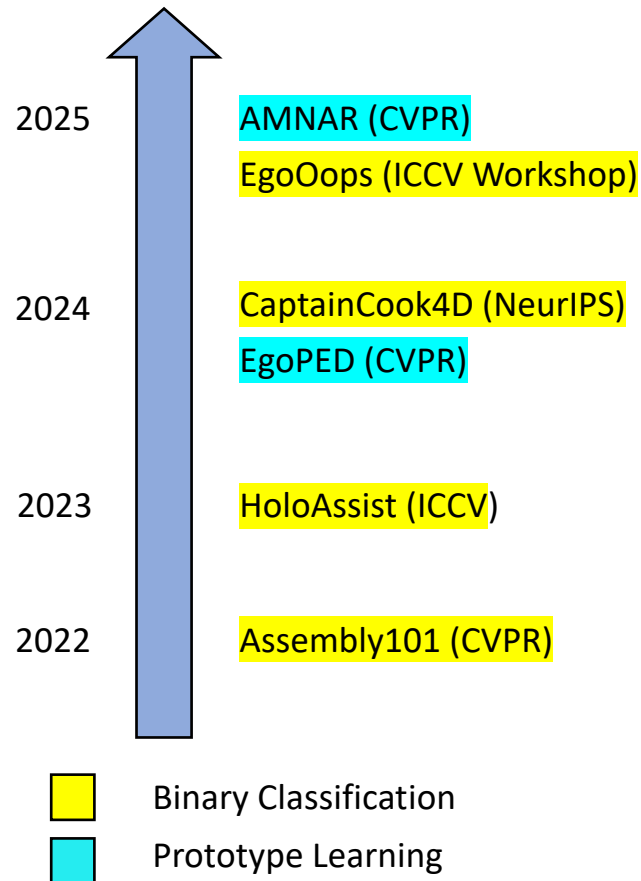 2025
AMNAR (CVPR)
EgoOops (ICCV Workshop)
2024
CaptainCook4D (NeurIPS)
EgoPED (CVPR)
2023
HoloAssist (ICCV)
2022
Assembly101 (CVPR)
Binary Classification
Prototype Learning